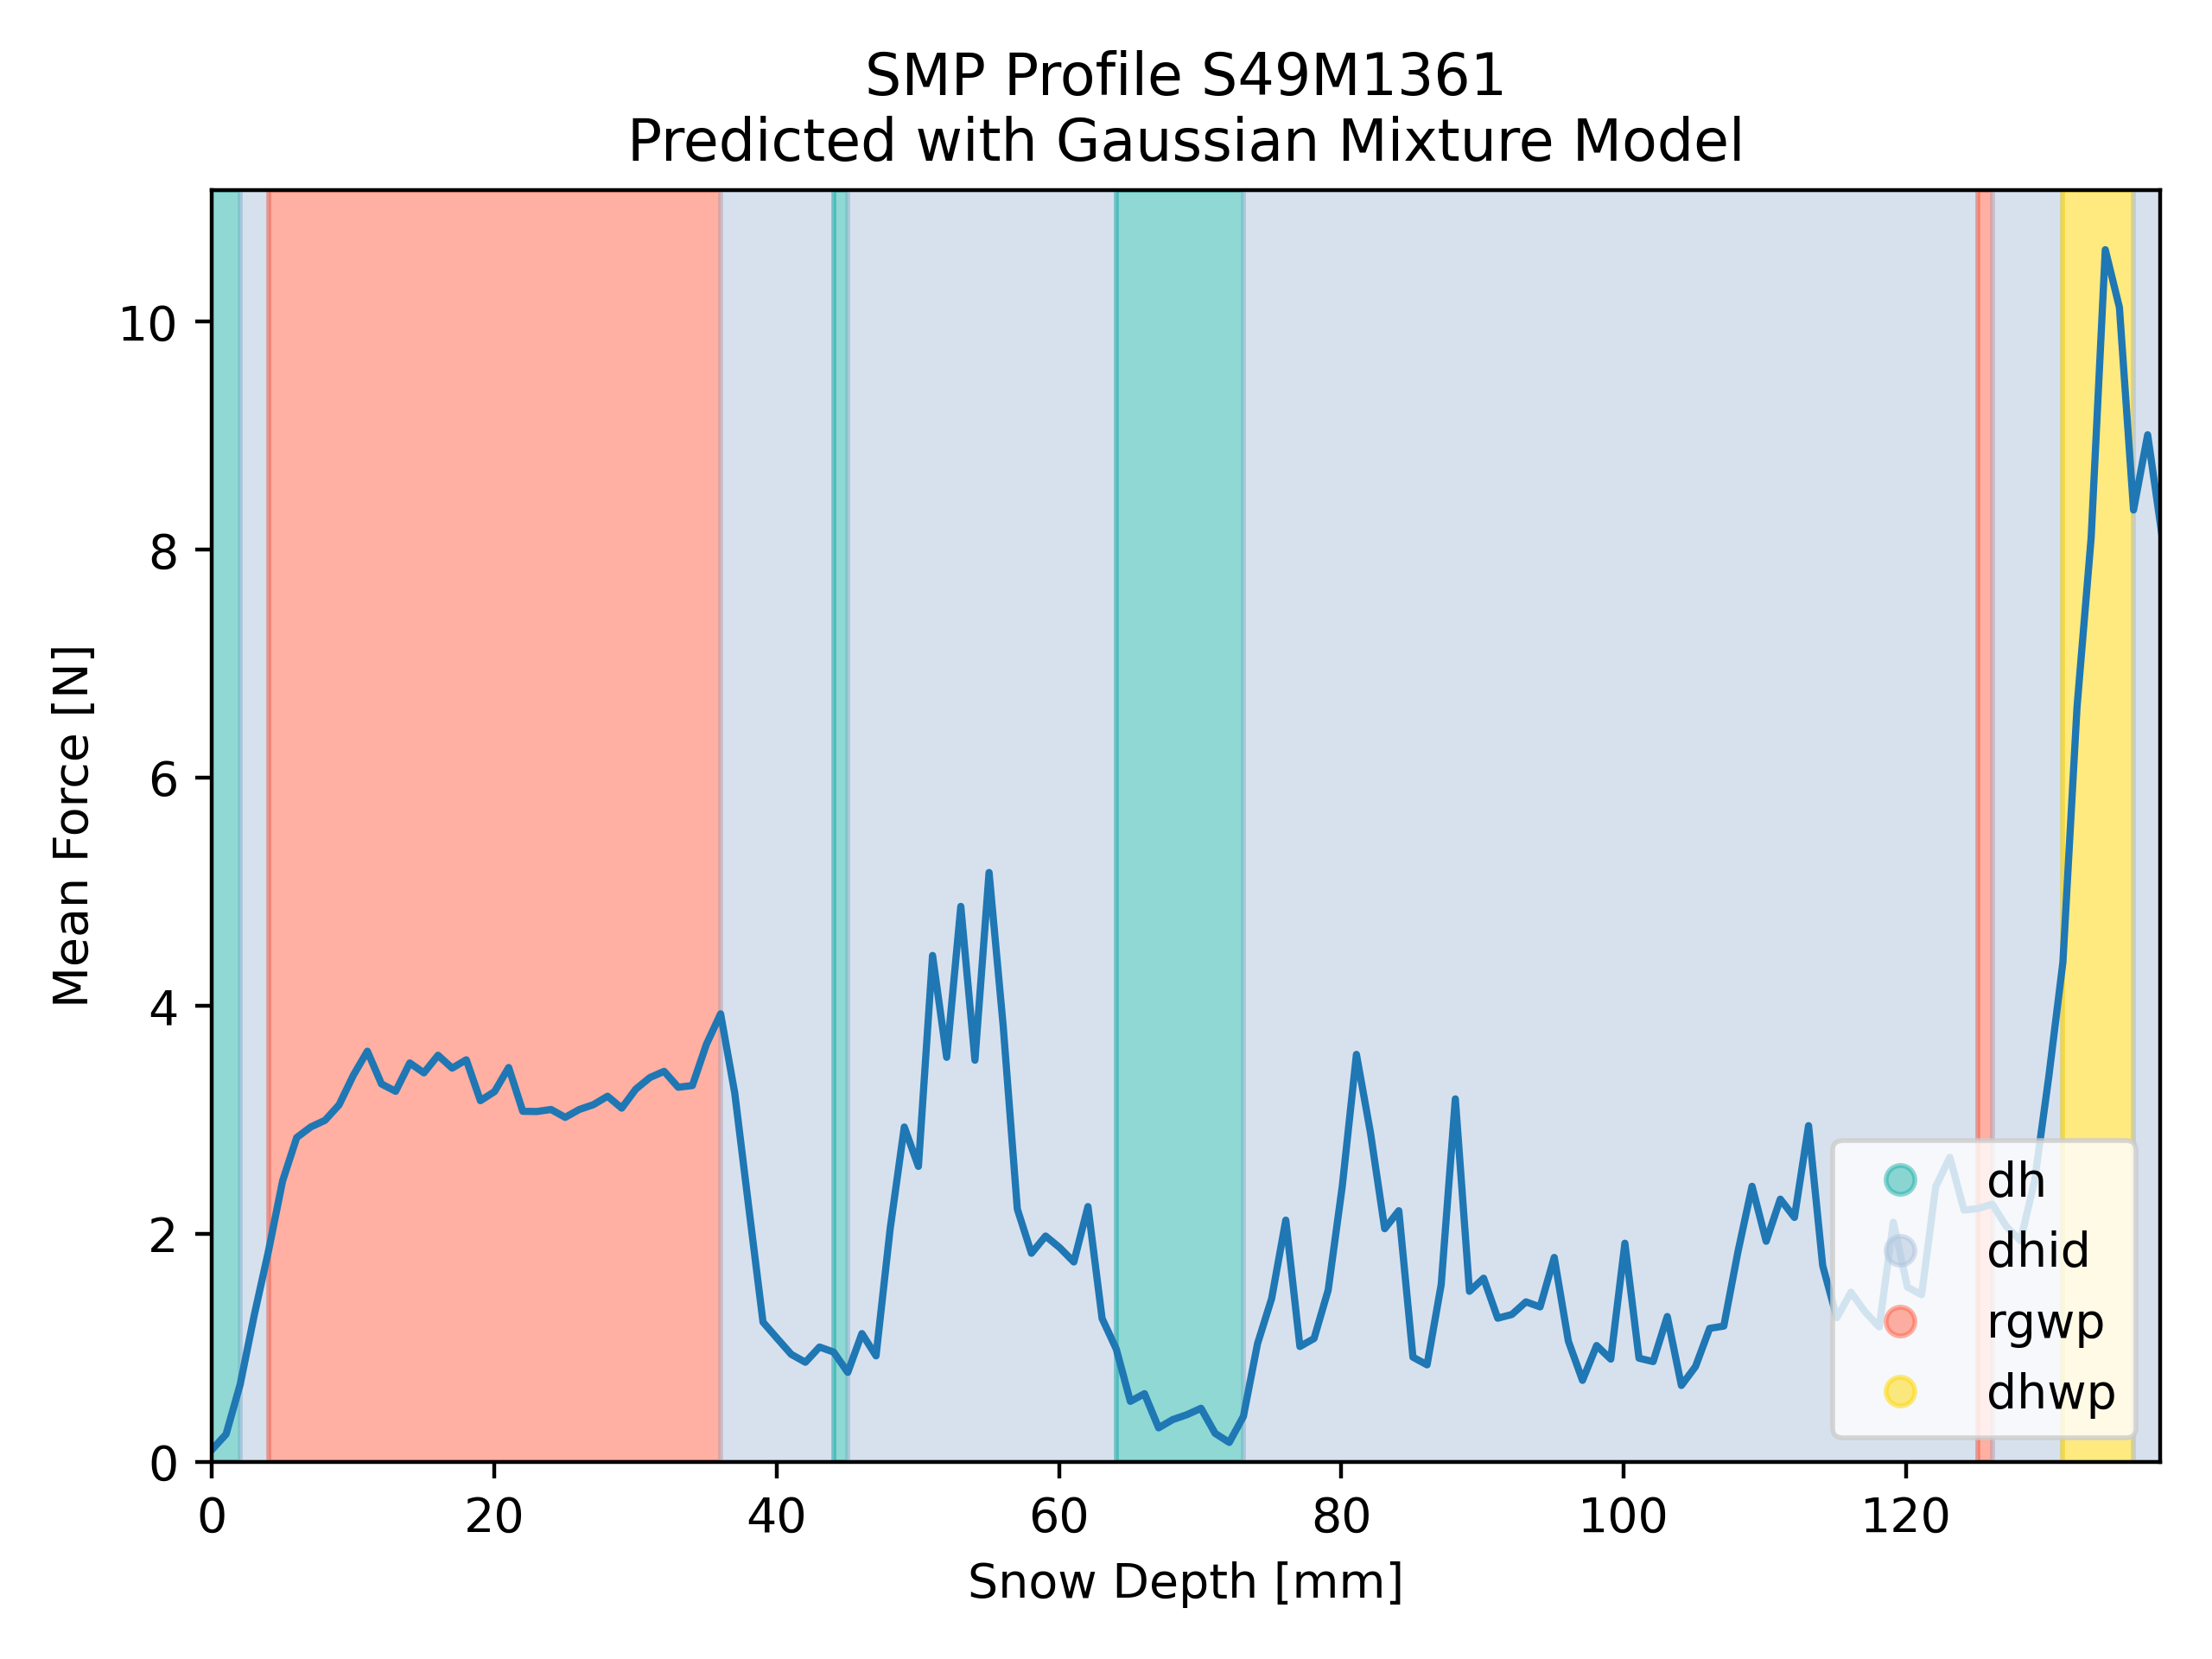 SMP Profile S49M1361
Predicted with Gaussian Mixture Model
Mean Force [N]
10
8
6
4
2
0
0 20 40 60 80 100 120
Snow Depth [mm]
dh
dhid
rgwp
dhwp